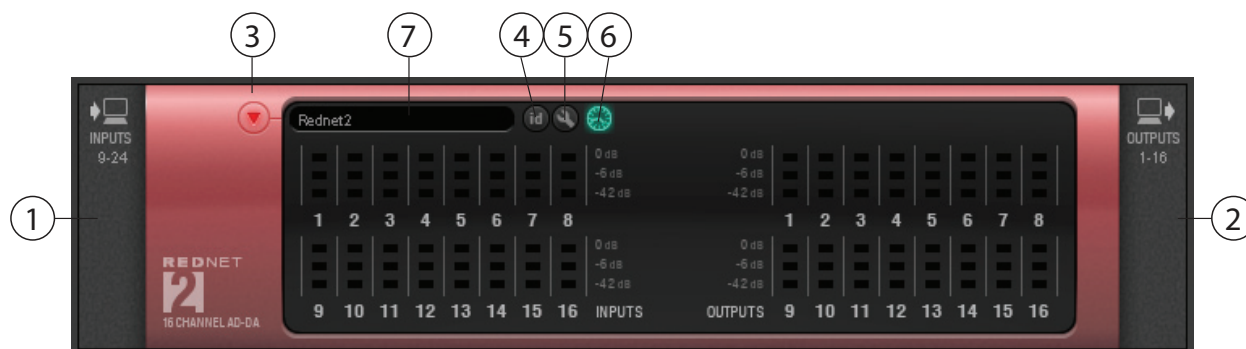 3 7 4 5 6
INPUTS
9-24
Rednet2
id
OUTPUTS
1-16
0 dB 0 dB
-6 dB -6 dB
-42 dB -42 dB
1 2 3 4 5 6 7 8 1 2 3 4 5 6 7 8
1
2
0 dB 0 dB
-6 dB -6 dB
-42 dB -42 dB
REDNET
2
16 CHANNEL AD-DA
9 10 11 12 13 14 15 16 INPUTS OUTPUTS 9 10 11 12 13 14 15 16